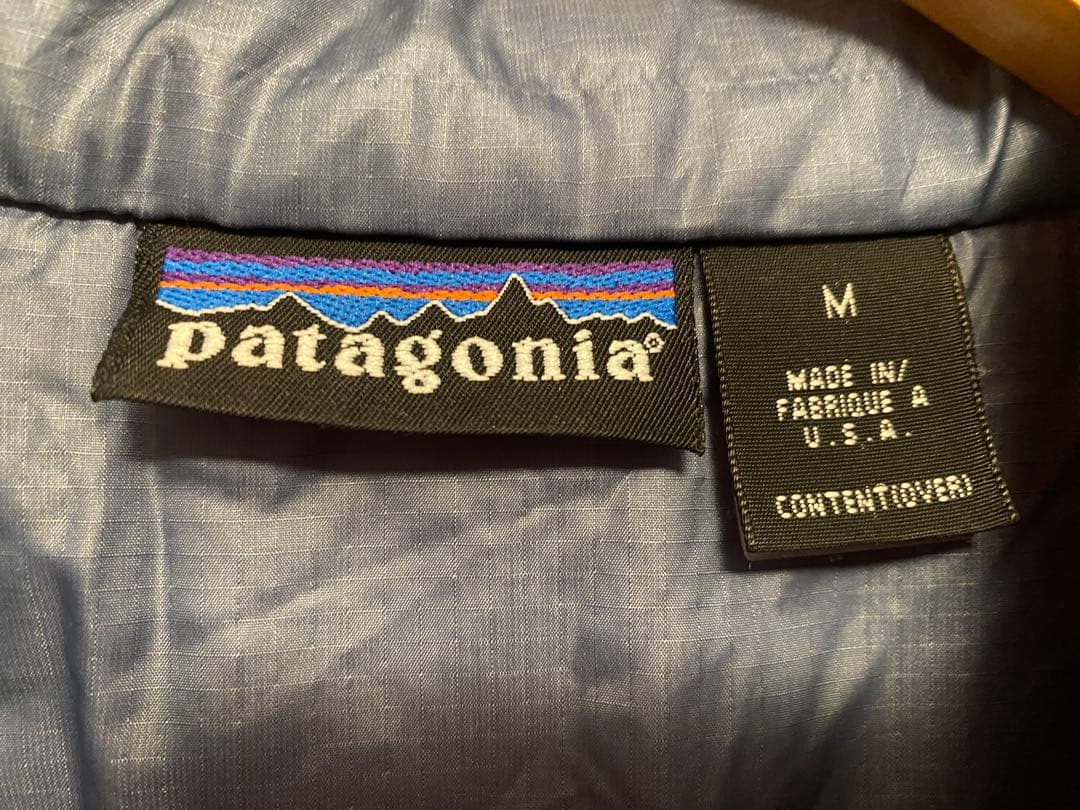 patagonia®
M
MADE IN/
FABRIQUE A
U.S.A.
CONTENT(OVER)